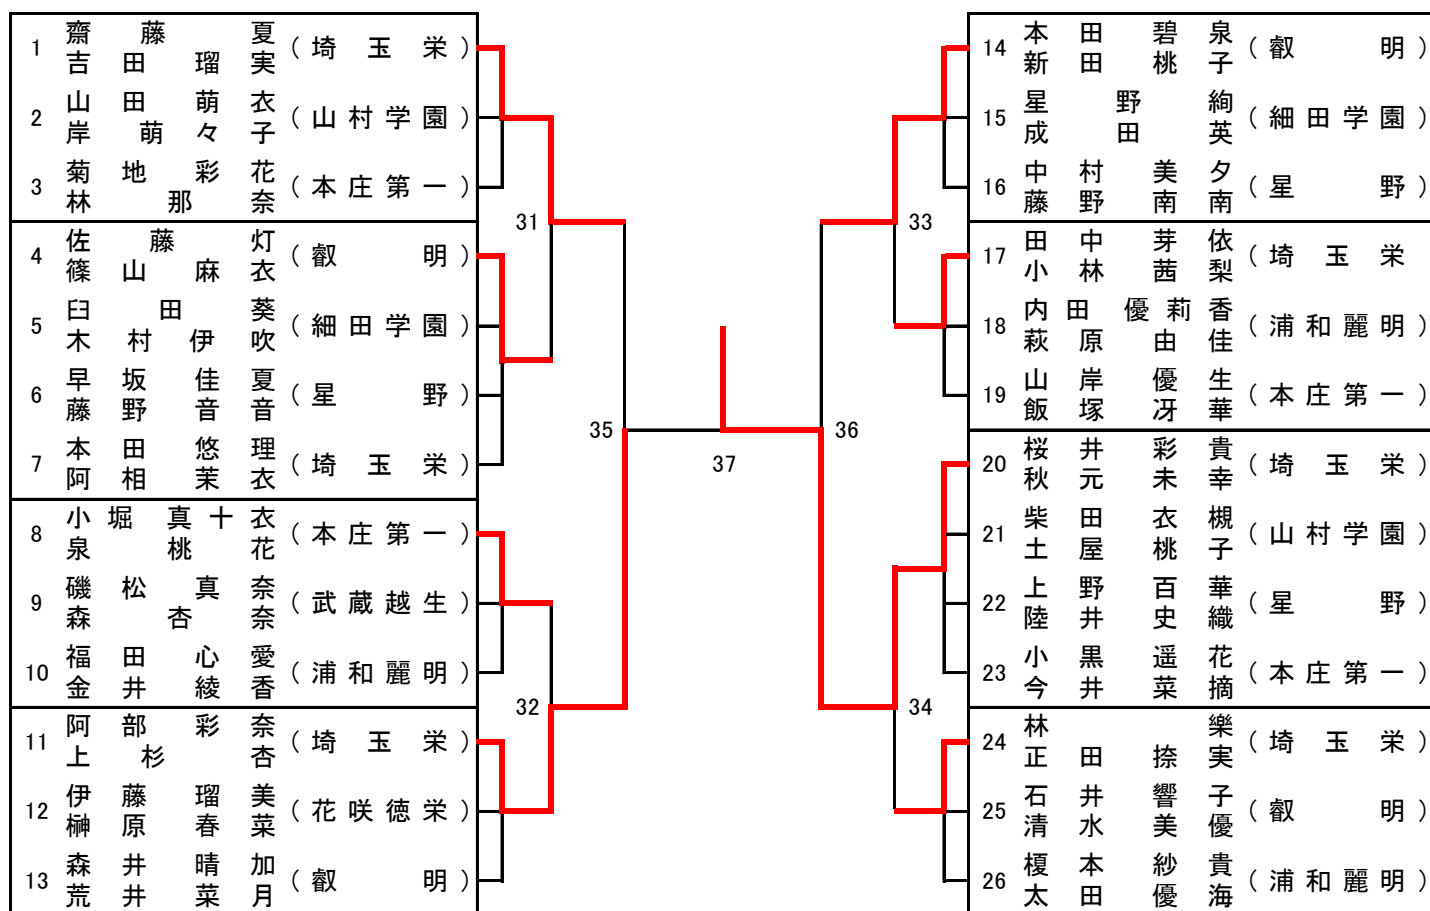 齋藤夏
1 (埼玉栄)
吉田瑠実
山田萌衣
2 (山村学園)
岸萌々子
菊地彩花
3 (本庄第一)
林那奈
佐藤灯
4 (叡明)
篠山麻衣
臼田葵
5 (細田学園)
木村伊吹
早坂佳夏
6 (星野)
藤野音音
本田悠理
7 (埼玉栄)
阿相茉衣
小堀真十衣
8 (本庄第一)
泉桃花
磯松真奈
9 (武蔵越生)
森杏奈
福田心愛
10 (浦和麗明)
金井綾香
阿部彩奈
11 (埼玉栄)
上杉杏
伊藤瑠美
12 (花咲徳栄)
榊原春菜
森井晴加
13 (叡明)
荒井菜月
31
32
35
37
36
33
34
本田碧泉
14 (叡明)
新田桃子
星野絢
15 (細田学園)
成田英
中村美夕
16 (星野)
藤野南南
田中芽依
17 (埼玉栄
小林茜梨
内田優莉香
18 (浦和麗明)
萩原由佳
山岸優生
19 (本庄第一)
飯塚冴華
桜井彩貴
20 (埼玉栄)
秋元未幸
柴田衣槻
21 (山村学園)
土屋桃子
上野百華
22 (星野)
陸井史織
小黒遥花
23 (本庄第一)
今井菜摘
林樂
24 (埼玉栄)
正田捺実
石井響子
25 (叡明)
清水美優
榎本紗貴
26 (浦和麗明)
太田優海